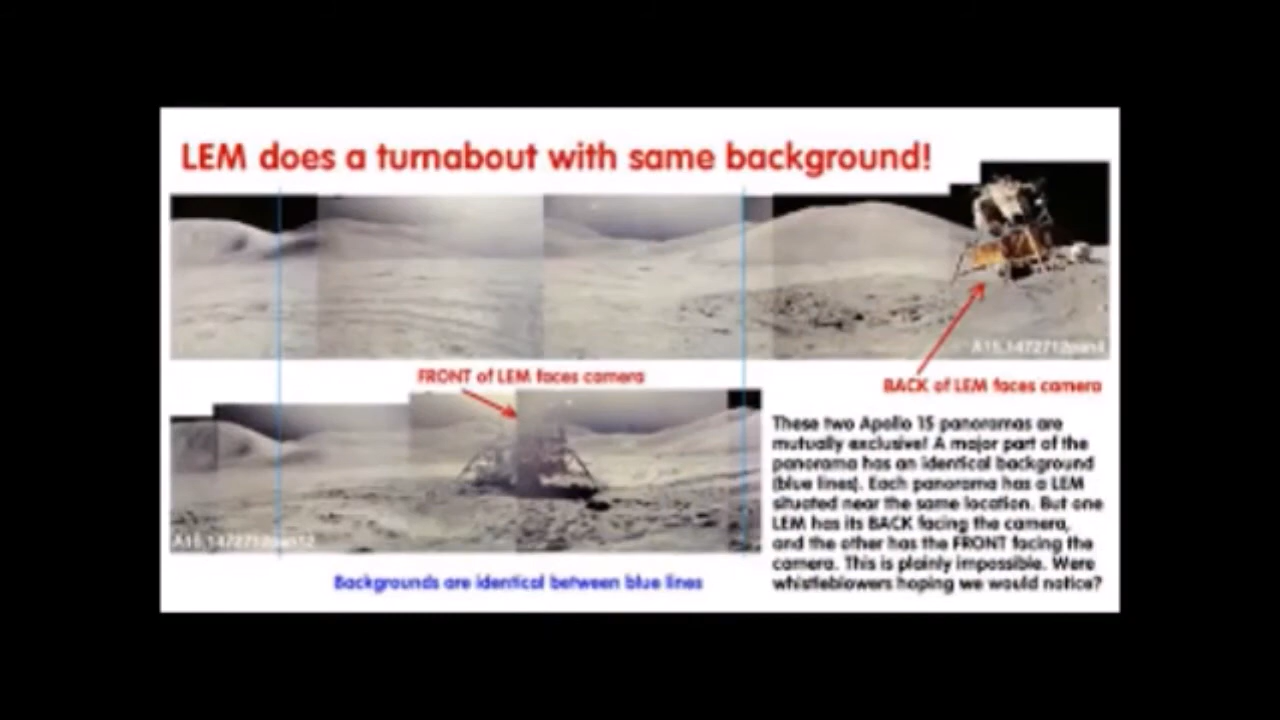 LEM does a turnabout with same background!
FRONT of LEM faces camera
BACK of LEM faces camera
These two Apollo 15 panoramas are
mutually exclusive! A major part of the
panorama has an identical background
(blue lines). Each panorama has a LEM
situated near the same location. But one
LEM has its BACK facing the camera,
and the other has the FRONT facing the
camera. This is plainly impossible. Were
whistleblowers hoping we would notice?
Backgrounds are identical between blue lines